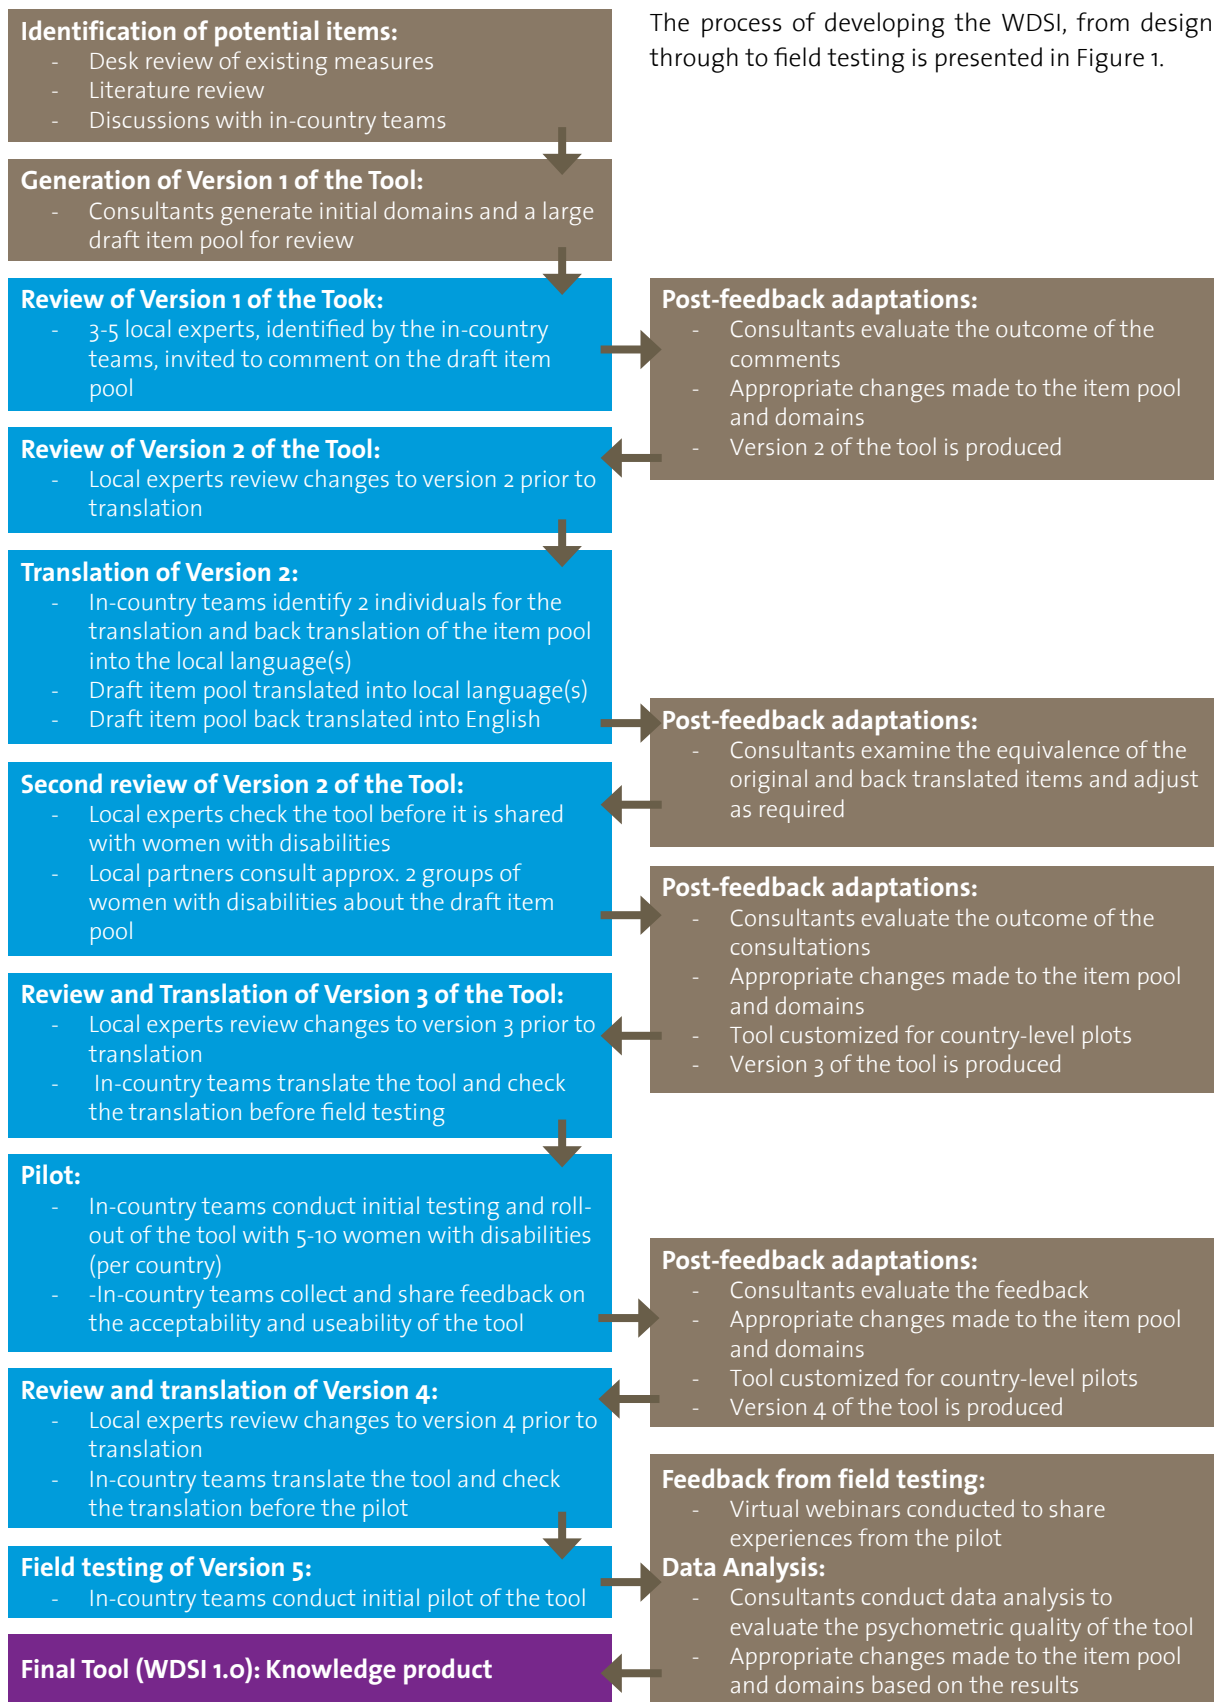 The process of developing the WDSI, from design
through to field testing is presented in Figure 1.
Identification of potential items:
- Desk review of existing measures
- Literature review
- Discussions with in-country teams
Generation of Version 1 of the Tool:
- Consultants generate initial domains and a large
draft item pool for review
Review of Version 1 of the Took:
- 3-5 local experts, identified by the in-country
teams, invited to comment on the draft item
pool
Post-feedback adaptations:
- Consultants evaluate the outcome of the
comments
- Appropriate changes made to the item pool
and domains
- Version 2 of the tool is produced
Review of Version 2 of the Tool:
- Local experts review changes to version 2 prior to
translation
Translation of Version 2:
- In-country teams identify 2 individuals for the
translation and back translation of the item pool
into the local language(s)
- Draft item pool translated into local language(s)
- Draft item pool back translated into English
Post-feedback adaptations:
- Consultants examine the equivalence of the
original and back translated items and adjust
as required
Second review of Version 2 of the Tool:
- Local experts check the tool before it is shared
with women with disabilities
- Local partners consult approx. 2 groups of
women with disabilities about the draft item
pool
Post-feedback adaptations:
- Consultants evaluate the outcome of the
consultations
- Appropriate changes made to the item pool
and domains
- Tool customized for country-level plots
- Version 3 of the tool is produced
Review and Translation of Version 3 of the Tool:
- Local experts review changes to version 3 prior to
translation
- In-country teams translate the tool and check
the translation before field testing
Pilot:
- In-country teams conduct initial testing and roll-
out of the tool with 5-10 women with disabilities
(per country)
- -In-country teams collect and share feedback on
the acceptability and useability of the tool
Post-feedback adaptations:
- Consultants evaluate the feedback
- Appropriate changes made to the item pool
and domains
- Tool customized for country-level pilots
- Version 4 of the tool is produced
Review and translation of Version 4:
- Local experts review changes to version 4 prior to
translation
- In-country teams translate the tool and check
the translation before the pilot
Field testing of Version 5:
- In-country teams conduct initial pilot of the tool
Feedback from field testing:
- Virtual webinars conducted to share
experiences from the pilot
Data Analysis:
- Consultants conduct data analysis to
evaluate the psychometric quality of the tool
- Appropriate changes made to the item pool
and domains based on the results
Final Tool (WDSI 1.0): Knowledge product